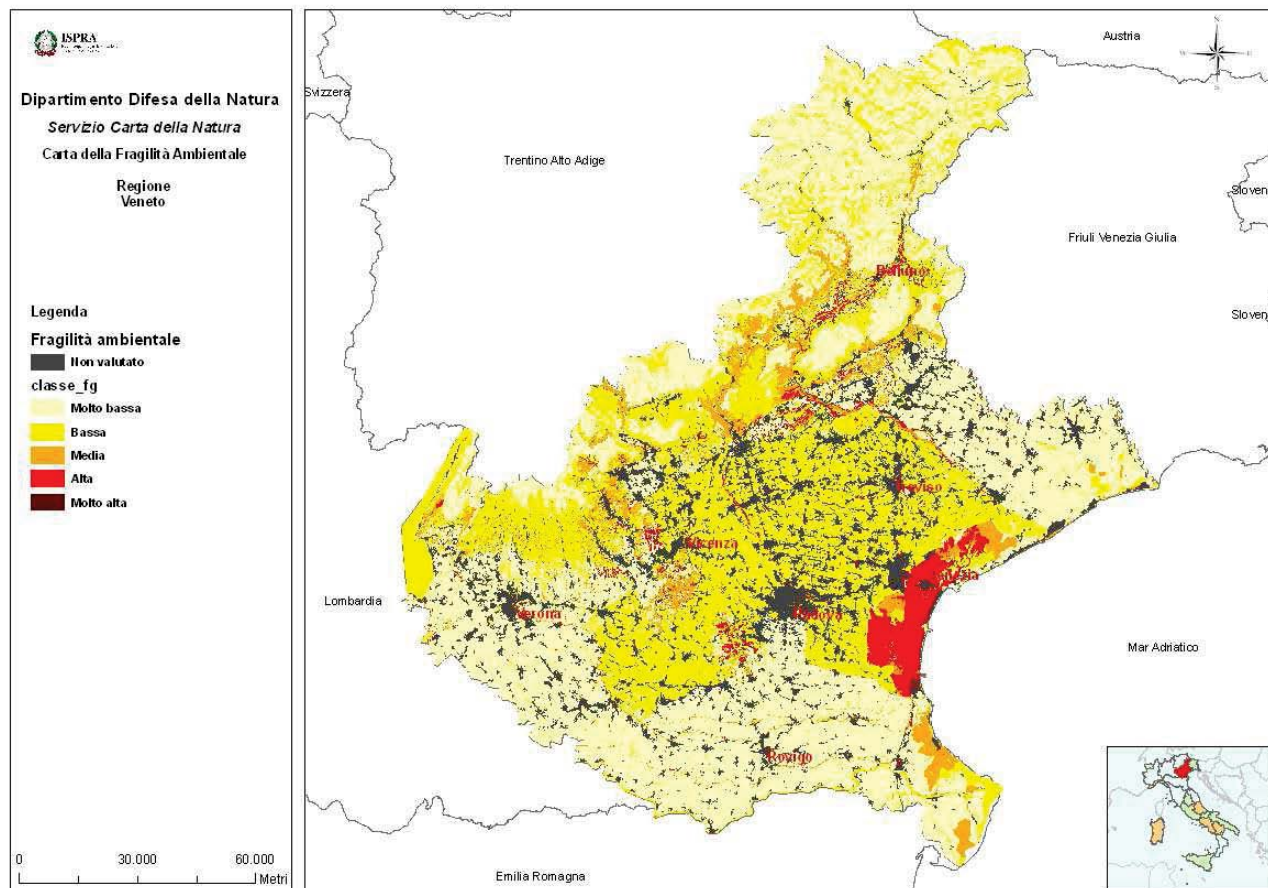 ISPRA
Dipartimento Difesa della Natura
Servizio Carta della Natura
Carta della Fragilità Ambientale
Regione
Veneto
Legenda
Fragilità ambientale
Non valutato
classe_fg
Molto bassa
Bassa
Media
Alta
Molto alta
0 30.000 60.000
Metri
Austria
N
W E
S
Svizzera
Trentino Alto Adige
Sloven
Friuli Venezia Giulia
Belluno
Sloven
Treviso
Vicenza
Venezia
Lombardia
Verona
Padova
Mar Adriatico
Rovigo
Emilia Romagna